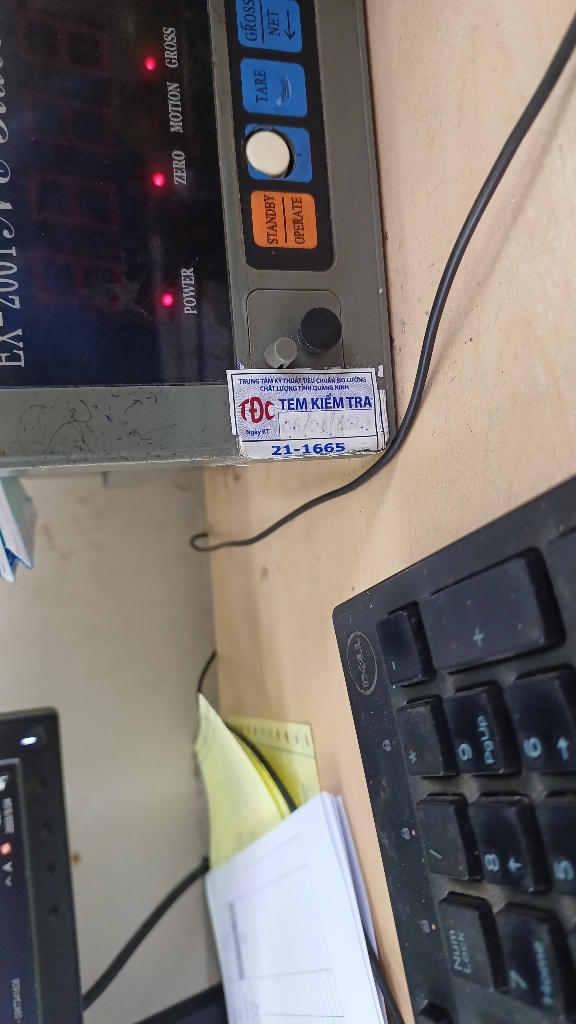 EX-2001
GROSS
MOTION
ZERO
POWER
GROSS
NET
TARE
STANDBY
OPERATE
TRUNG TÂM KỸ THUẬT TIÊU CHUẨN ĐO LƯỜNG
CHẤT LƯỢNG TỈNH QUẢNG NINH
TĐC
TEM KIỂM TRA
Ngày KT
21-1665
DELL
-
+
*
9
PgUp
6
/
8
5
Num
Lock
7
Home